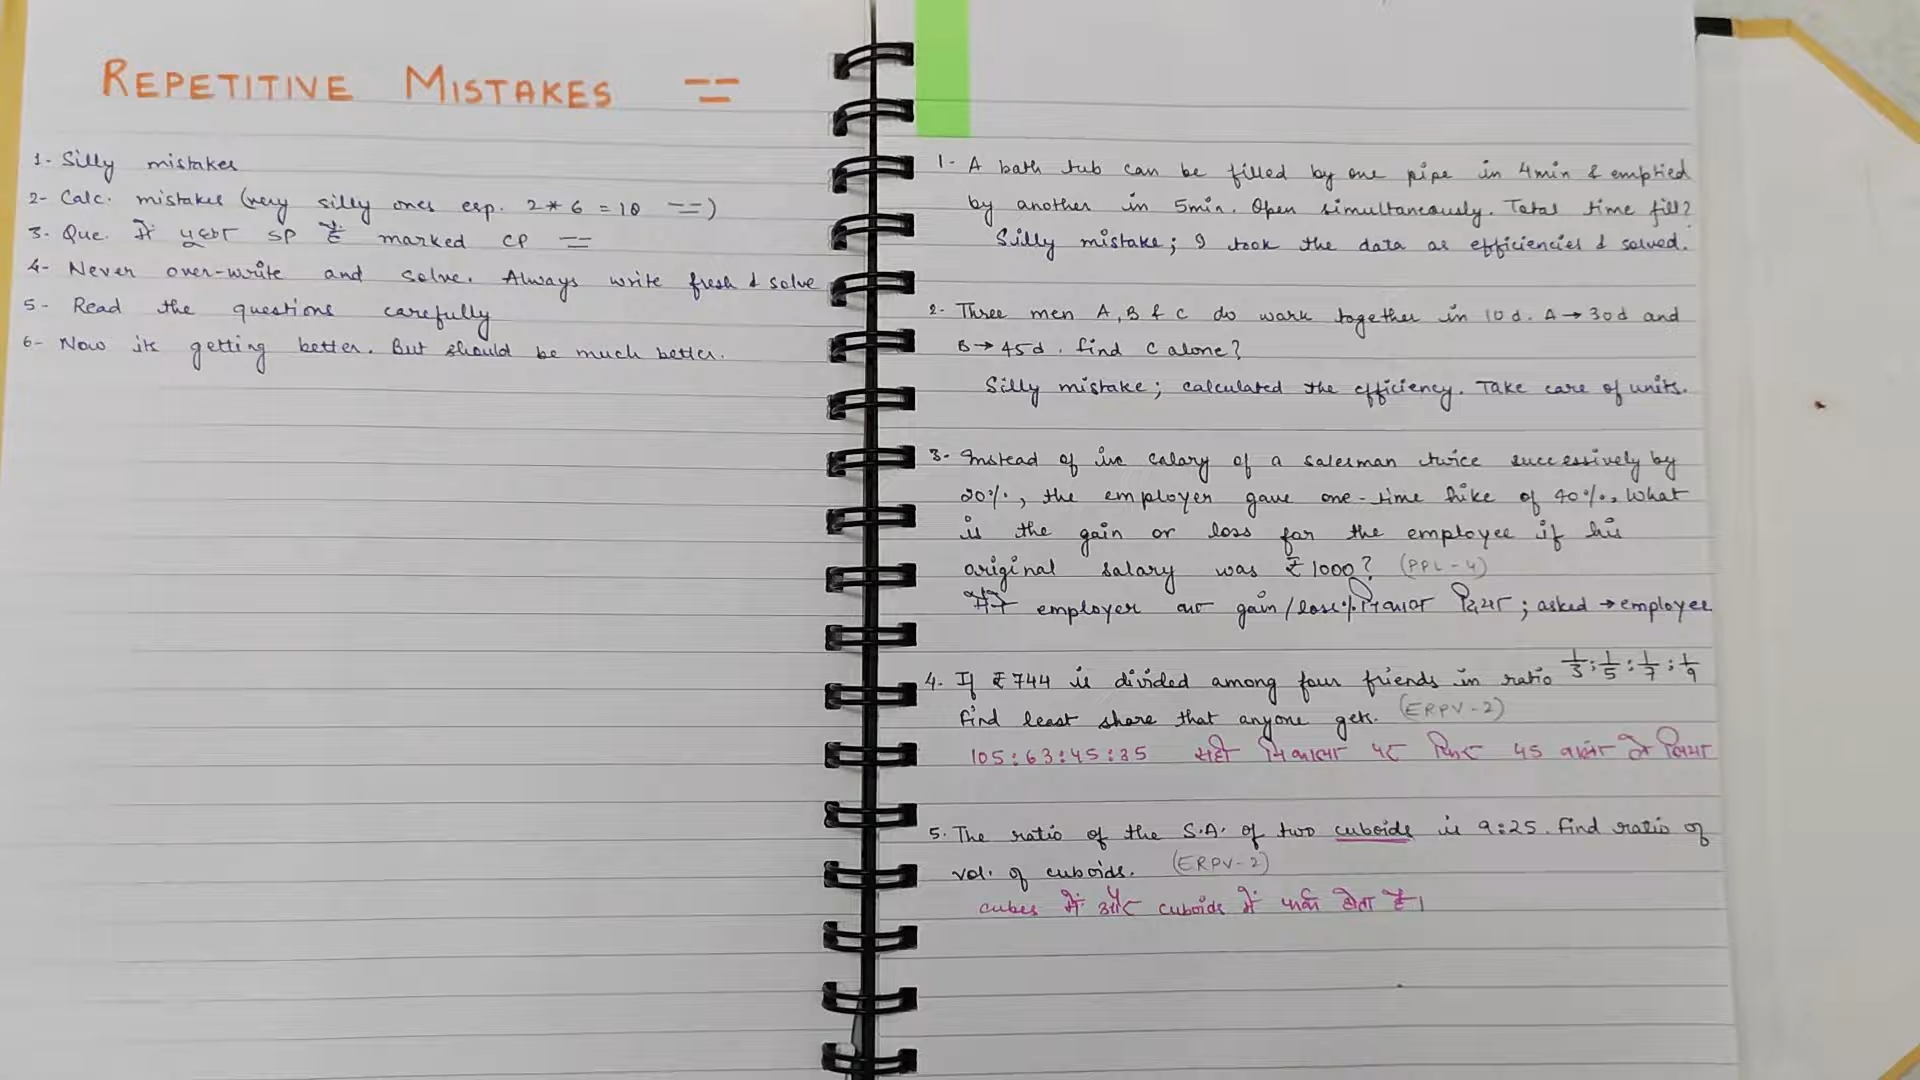 REPETITIVE MISTAKES --
1- Silly mistakes
2- Calc. mistakes (very silly ones esp. 2*6 = 18 --)
3- Que. में पूछा SP है marked CP --
4- Never over-write and solve. Always write fresh & solve
5- Read the questions carefully
6- Now its getting better. But should be much better.
1- A bath tub can be filled by one pipe in 4min & emptied
by another in 5min. Open simultaneously. Total time fill?
Silly mistake; I took the data as efficiencies & solved.
2- Three men A, B & C do work together in 10d. A→30d and
B→45d. find C alone?
Silly mistake; calculated the efficiency. Take care of units.
3- Instead of inc calary of a salesman twice successively by
20%, the employer gave one-time hike of 40%. What
is the gain or loss for the employee if his
original salary was ₹1000? (PPL-4)
मैंने employer का gain/loss% निकाल दिया; asked → employee
4. If ₹744 is divided among four friends in ratio 1/3:1/5:1/7:1/9
find least share that anyone gets. (ERPV-2)
105:63:45:35 सही निकाला पर फिर 45 वाला ले लिया
5. The ratio of the S.A. of two cuboids is 9:25. find ratio of
vol. of cuboids. (ERPV-2)
cubes में और cuboids में फर्क होता है।